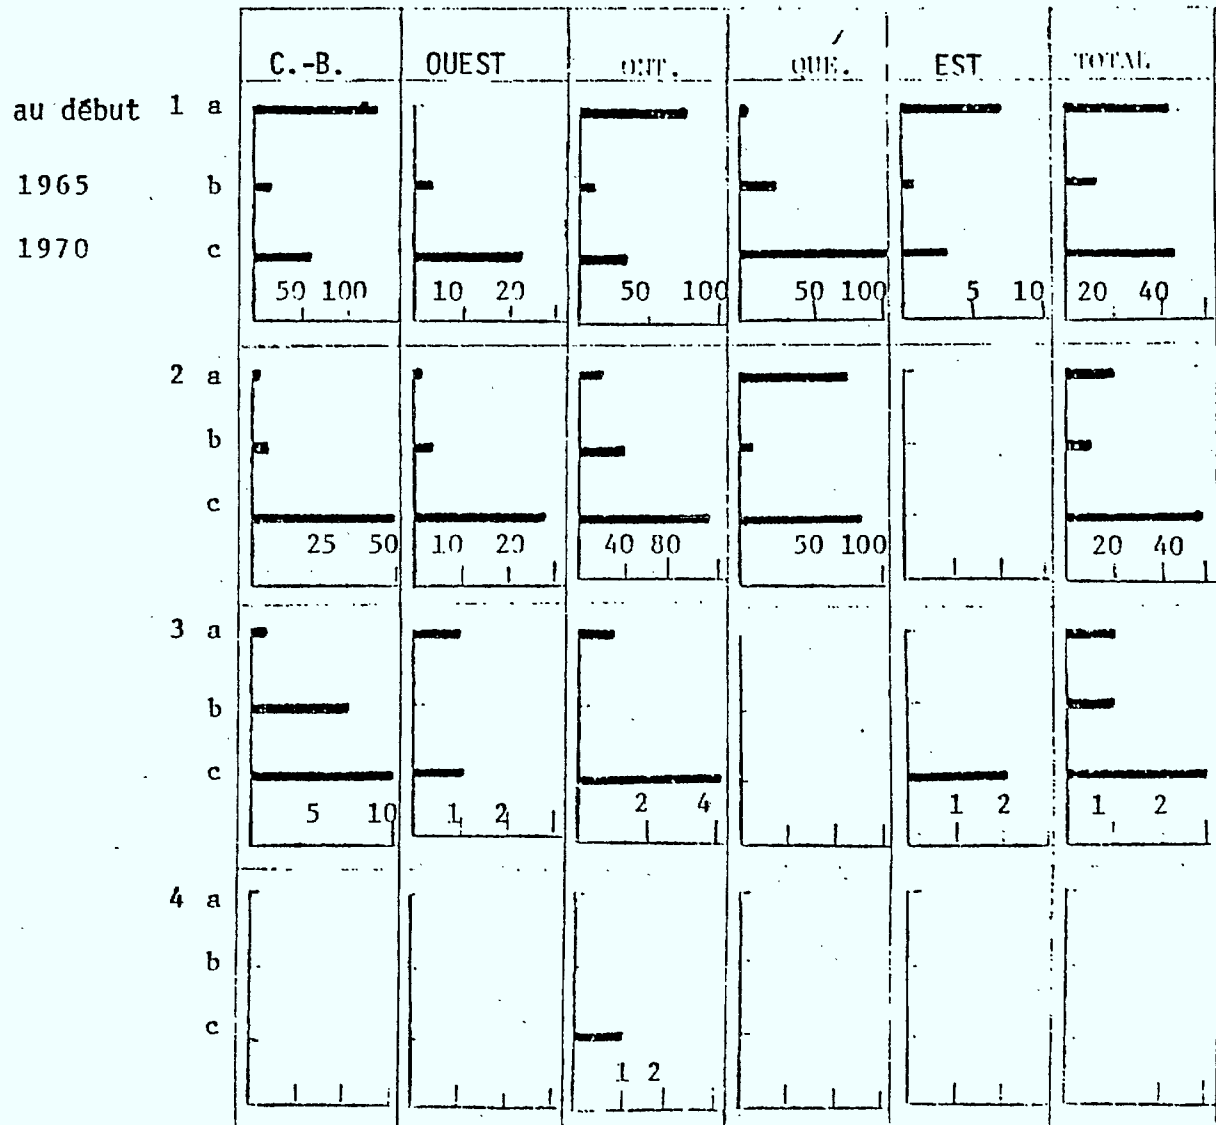 C.-B. OUEST ONT. QUÉ. EST TOTAL
au début 1 a
1965 b
1970 c
50 100 10 20 50 100 50 100 5 10 20 40
2 a
b
c
25 50 10 20 40 80 50 100 20 40
3 a
b
c
5 10 1 2 2 4 1 2 1 2
4 a
b
c
1 2